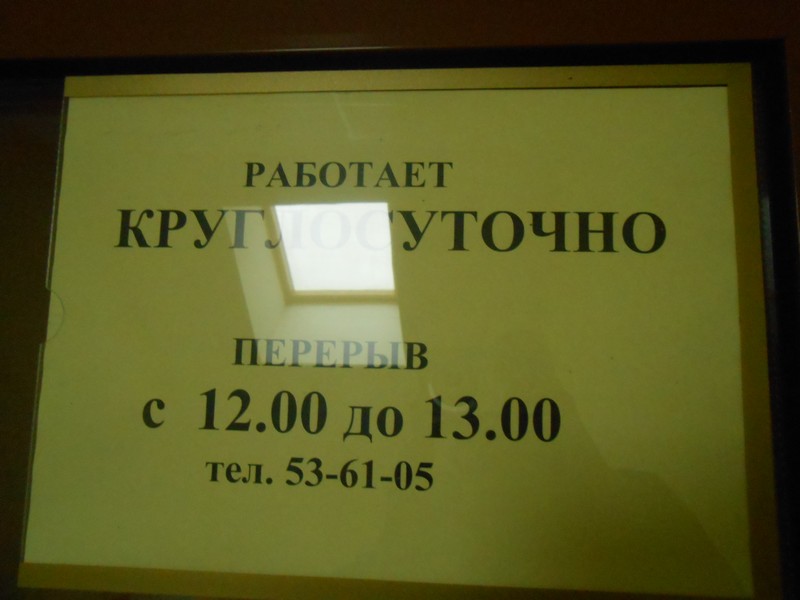 РАБОТАЕТ
КРУГЛОСУТОЧНО
ПЕРЕРЫВ
с 12.00 до 13.00
тел. 53-61-05